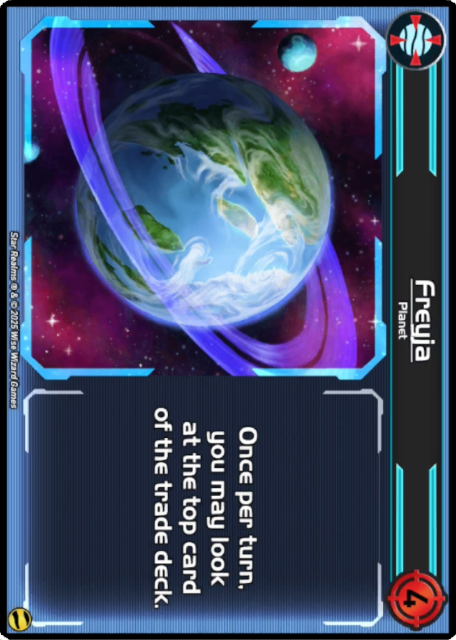 Freyja
Planet
4
Once per turn,
you may look
at the top card
of the trade deck.
Star Realms ® & © 2025 Wise Wizard Games